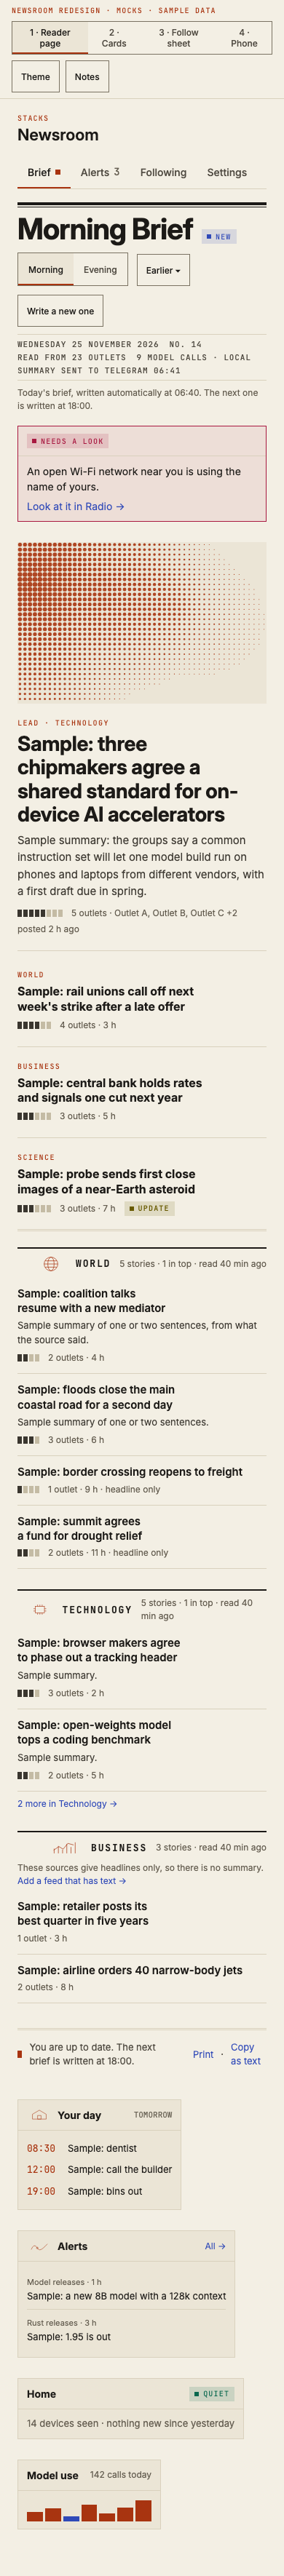 NEWSROOM REDESIGN · MOCKS · SAMPLE DATA
1 · Reader page
2 · Cards
3 · Follow sheet
4 · Phone
Theme
Notes
STACKS
Newsroom
Brief
Alerts 3
Following
Settings
Morning Brief
NEW
Morning
Evening
Earlier
Write a new one
WEDNESDAY 25 NOVEMBER 2026 NO. 14
READ FROM 23 OUTLETS 9 MODEL CALLS · LOCAL
SUMMARY SENT TO TELEGRAM 06:41
Today's brief, written automatically at 06:40. The next one
is written at 18:00.
NEEDS A LOOK
An open Wi-Fi network near you is using the
name of yours.
Look at it in Radio →
LEAD · TECHNOLOGY
Sample: three
chipmakers agree a
shared standard for on-
device AI accelerators
Sample summary: the groups say a common
instruction set will let one model build run on
phones and laptops from different vendors, with
a first draft due in spring.
5 outlets · Outlet A, Outlet B, Outlet C +2
posted 2 h ago
WORLD
Sample: rail unions call off next
week's strike after a late offer
4 outlets · 3 h
BUSINESS
Sample: central bank holds rates
and signals one cut next year
3 outlets · 5 h
SCIENCE
Sample: probe sends first close
images of a near-Earth asteroid
3 outlets · 7 h
UPDATE
WORLD
5 stories · 1 in top · read 40 min ago
Sample: coalition talks
resume with a new mediator
Sample summary of one or two sentences, from what
the source said.
2 outlets · 4 h
Sample: floods close the main
coastal road for a second day
Sample summary of one or two sentences.
3 outlets · 6 h
Sample: border crossing reopens to freight
1 outlet · 9 h · headline only
Sample: summit agrees
a fund for drought relief
2 outlets · 11 h · headline only
TECHNOLOGY
5 stories · 1 in top · read 40
min ago
Sample: browser makers agree
to phase out a tracking header
Sample summary.
3 outlets · 2 h
Sample: open-weights model
tops a coding benchmark
Sample summary.
2 outlets · 5 h
2 more in Technology →
BUSINESS
3 stories · read 40 min ago
These sources give headlines only, so there is no summary.
Add a feed that has text →
Sample: retailer posts its
best quarter in five years
1 outlet · 3 h
Sample: airline orders 40 narrow-body jets
2 outlets · 8 h
You are up to date. The next
brief is written at 18:00.
Print · Copy as text
Your day
TOMORROW
08:30 Sample: dentist
12:00 Sample: call the builder
19:00 Sample: bins out
Alerts
All →
Model releases · 1 h
Sample: a new 8B model with a 128k context
Rust releases · 3 h
Sample: 1.95 is out
Home
QUIET
14 devices seen · nothing new since yesterday
Model use
142 calls today